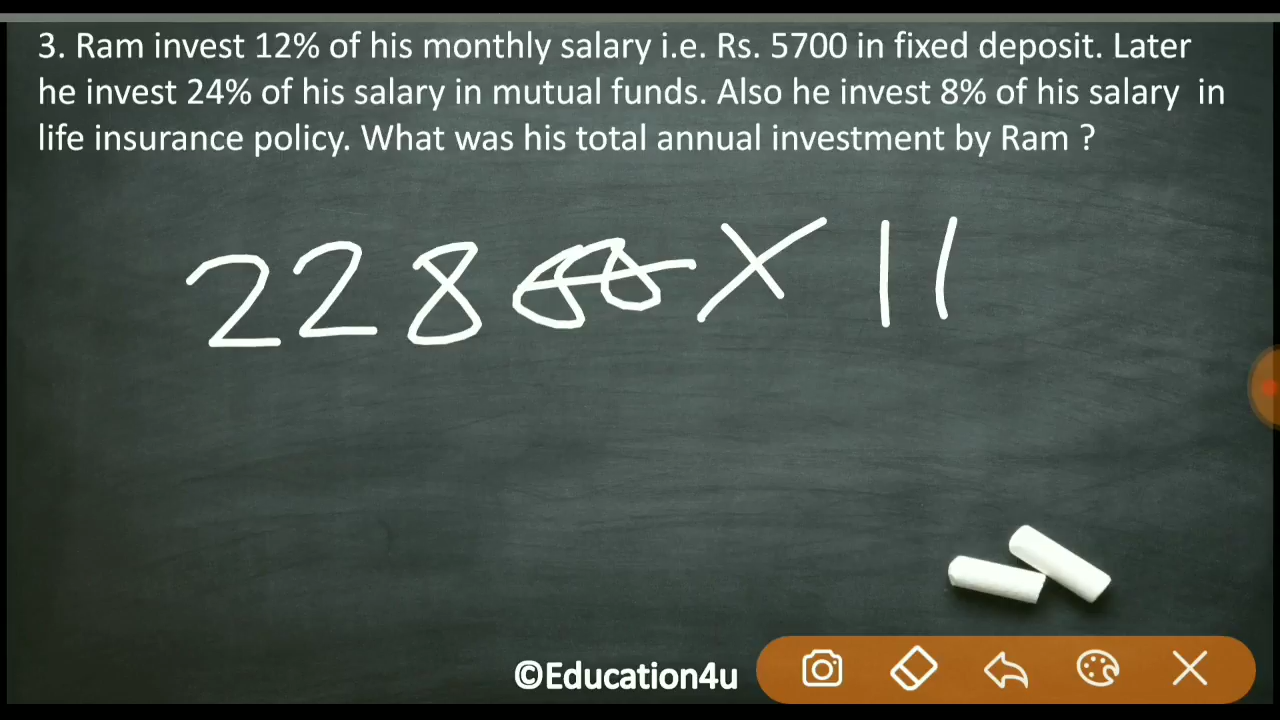 3. Ram invest 12% of his monthly salary i.e. Rs. 5700 in fixed deposit. Later
he invest 24% of his salary in mutual funds. Also he invest 8% of his salary in
life insurance policy. What was his total annual investment by Ram ?
228 X 11
©Education4u